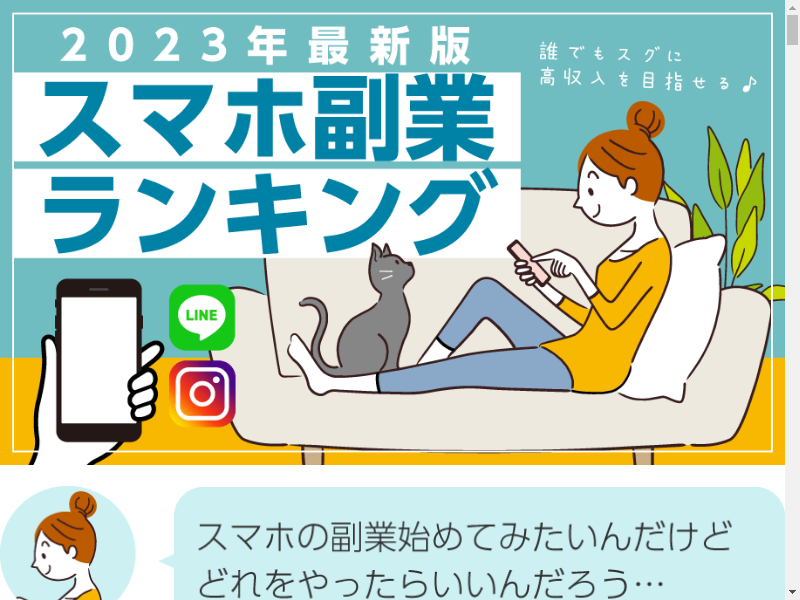 2023年最新版
誰でもスグに
高収入を目指せる♪
スマホ副業
ランキング
LINE
スマホの副業始めてみたいんだけど
どれをやったらいいんだろう…